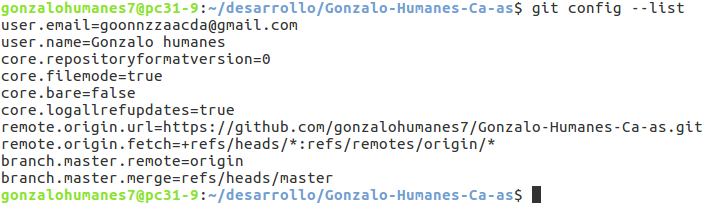 gonzalohumanes7@pc31-9:~/desarrollo/Gonzalo-Humanes-Ca-as$ git config --list
user.email=goonnzzaacda@gmail.com
user.name=Gonzalo humanes
core.repositoryformatversion=0
core.filemode=true
core.bare=false
core.logallrefupdates=true
remote.origin.url=https://github.com/gonzalohumanes7/Gonzalo-Humanes-Ca-as.git
remote.origin.fetch=+refs/heads/*:refs/remotes/origin/*
branch.master.remote=origin
branch.master.merge=refs/heads/master
gonzalohumanes7@pc31-9:~/desarrollo/Gonzalo-Humanes-Ca-as$